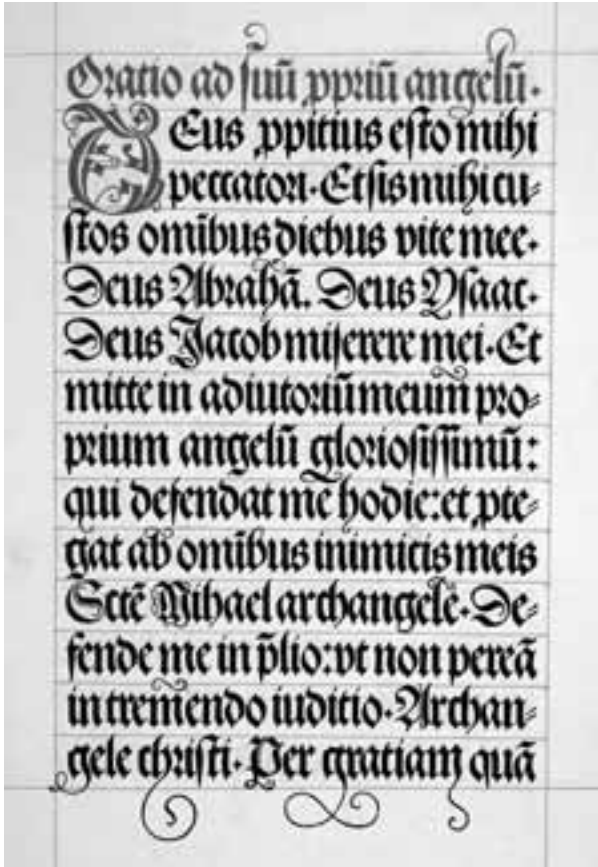 Oratio ad suū ꝓpriū angelū.
Deus ꝓpitius esto mihi
peccatori. Et sis mihi cu-
stos omībus diebus vite mee.
Deus Abrahā. Deus Ysaac.
Deus Jacob miserere mei. Et
mitte in adiutoriū meum pro-
prium angelū gloriosissimū:
qui defendat me hodie: et ꝓte-
gat ab omībus inimicis meis
Sctē Mihael archangele. De-
fende me in p̄lio: vt non pereā
in tremendo iuditio. Archan-
gele christi. Per gratiam quā